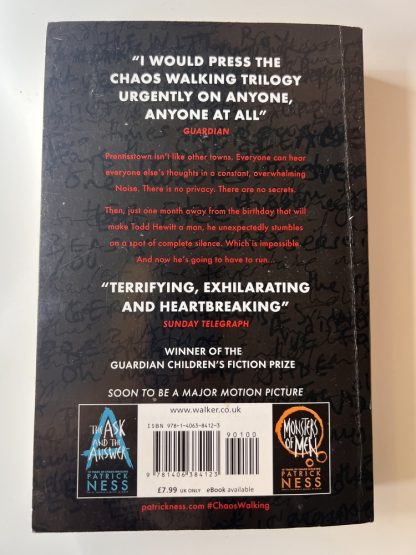 “I WOULD PRESS THE
CHAOS WALKING TRILOGY
URGENTLY ON ANYONE,
ANYONE AT ALL”
GUARDIAN
Prentisstown isn't like other towns. Everyone can hear
everyone else's thoughts in a constant, overwhelming
Noise. There is no privacy. There are no secrets.
Then, just one month away from the birthday that will
make Todd Hewitt a man, he unexpectedly stumbles
on a spot of complete silence. Which is impossible.
And now he's going to have to run...
“TERRIFYING, EXHILARATING
AND HEARTBREAKING”
SUNDAY TELEGRAPH
WINNER OF THE
GUARDIAN CHILDREN'S FICTION PRIZE
SOON TO BE A MAJOR MOTION PICTURE
www.walker.co.uk
ISBN 978-1-4063-8412-3
90100
9 781406 384123
£7.99 UK ONLY eBook available
THE ASK
AND THE
ANSWER
PATRICK
NESS
MONSTERS
OF MEN
PATRICK
NESS
patrickness.com #ChaosWalking